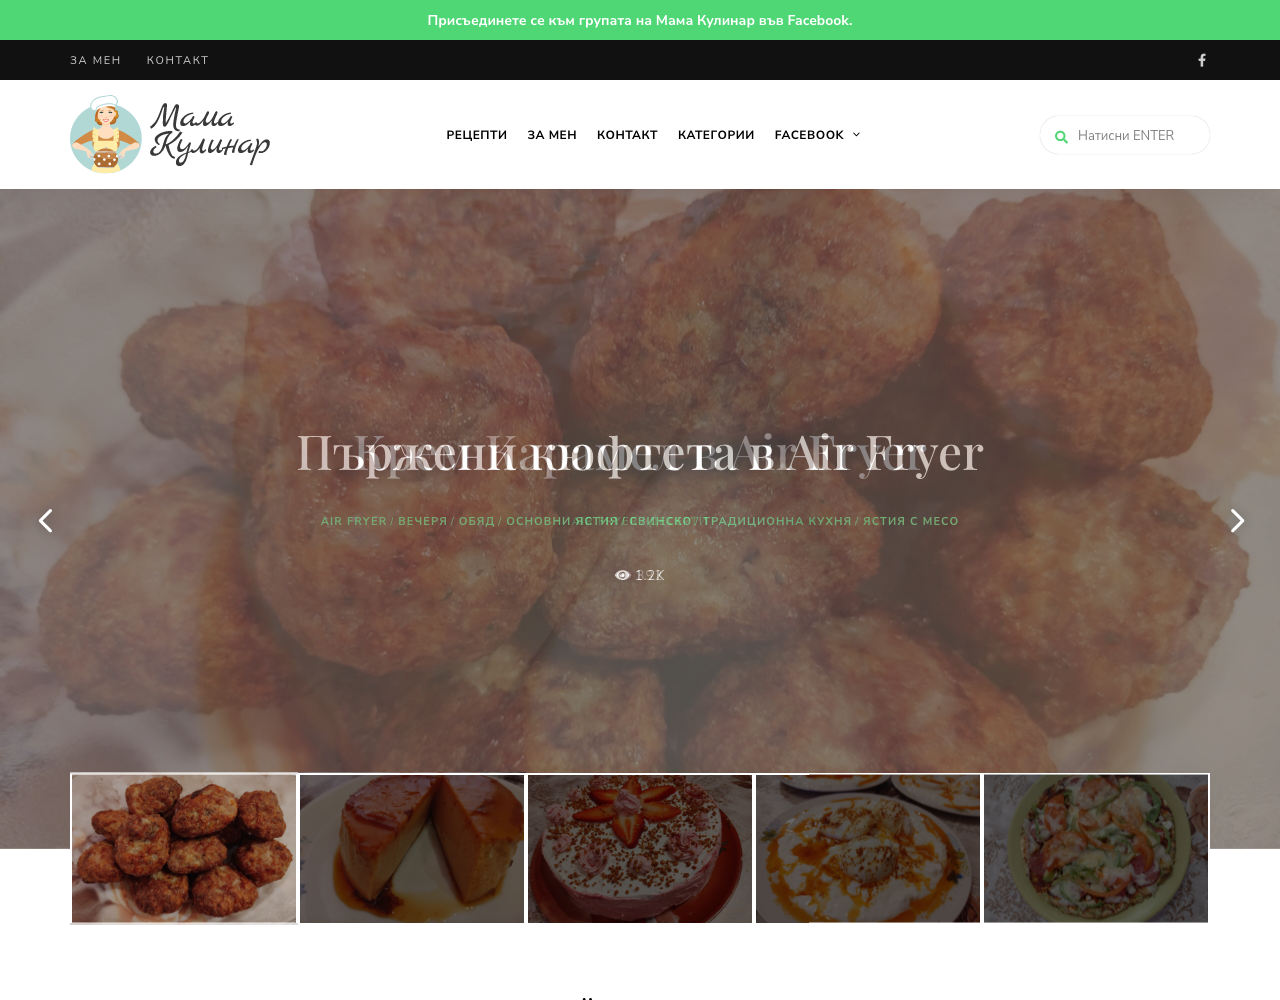 Присъединете се към групата на Мама Кулинар във Facebook.
ЗА МЕН КОНТАКТ
Мама
Кулинар
РЕЦЕПТИ ЗА МЕН КОНТАКТ КАТЕГОРИИ FACEBOOK
Натисни ENTER
Пържени кюфтета в Air Fryer
AIR FRYER / ВЕЧЕРЯ / ОБЯД / ОСНОВНИ ЯСТИЯ / СВИНСКО / ТРАДИЦИОННА КУХНЯ / ЯСТИЯ С МЕСО
1.2K